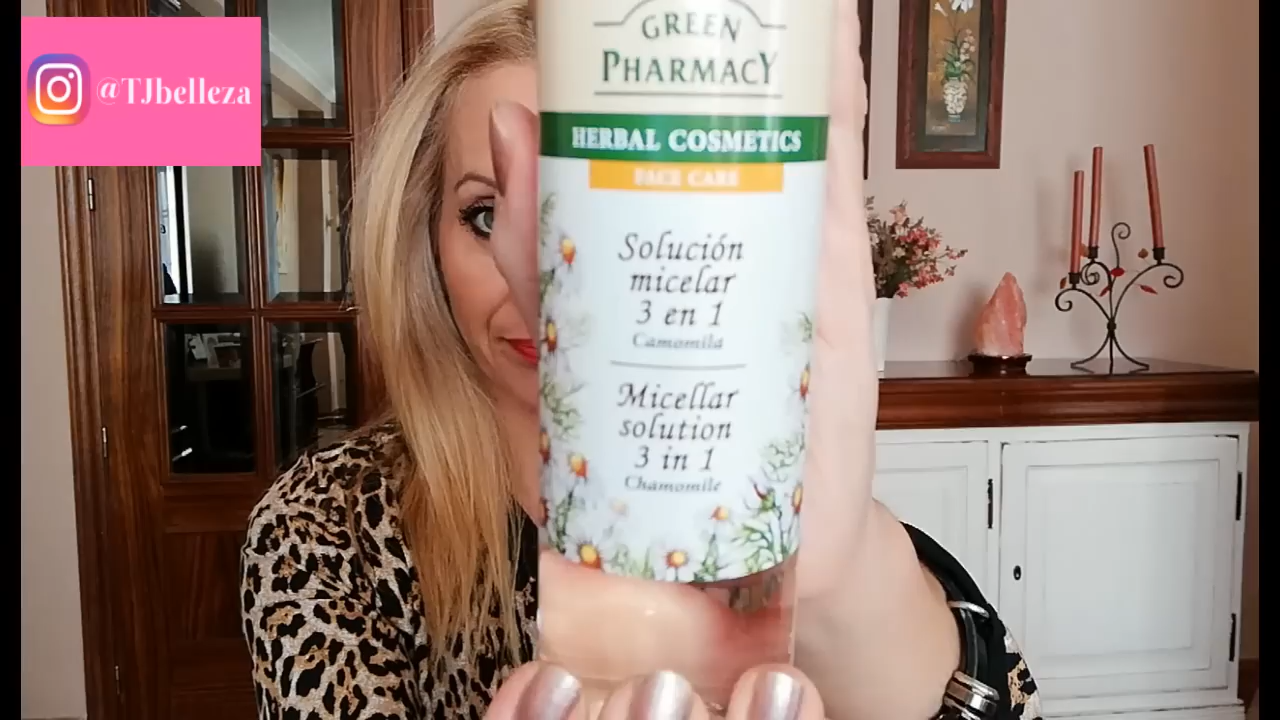 @TJbelleza
GREEN
PHARMACY
HERBAL COSMETICS
FACE CARE
Solución
micelar
3 en 1
Camomila
Micellar
solution
3 in 1
Chamomile